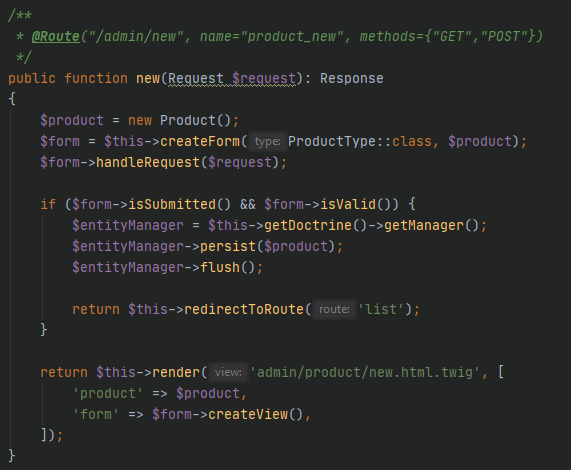 /**
 * @Route("/admin/new", name="product_new", methods={"GET","POST"})
 */
public function new(Request $request): Response
{
    $product = new Product();
    $form = $this->createForm( type: ProductType::class, $product);
    $form->handleRequest($request);

    if ($form->isSubmitted() && $form->isValid()) {
        $entityManager = $this->getDoctrine()->getManager();
        $entityManager->persist($product);
        $entityManager->flush();

        return $this->redirectToRoute( route: 'list');
    }

    return $this->render( view: 'admin/product/new.html.twig', [
        'product' => $product,
        'form' => $form->createView(),
    ]);
}